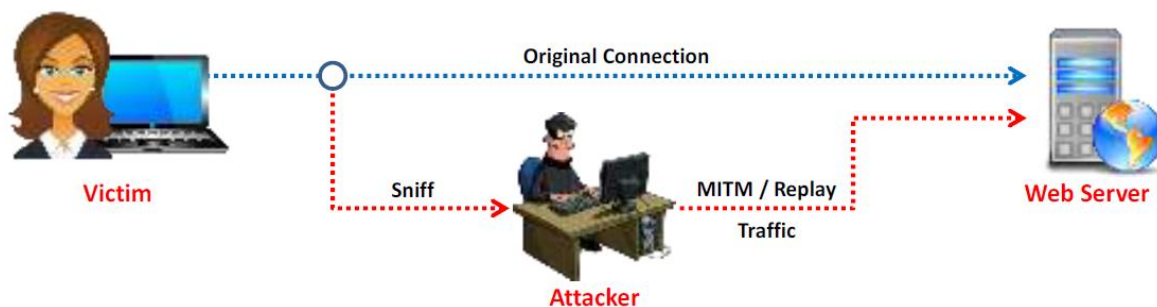 Original Connection
Victim
Sniff
MITM / Replay
Traffic
Web Server
Attacker